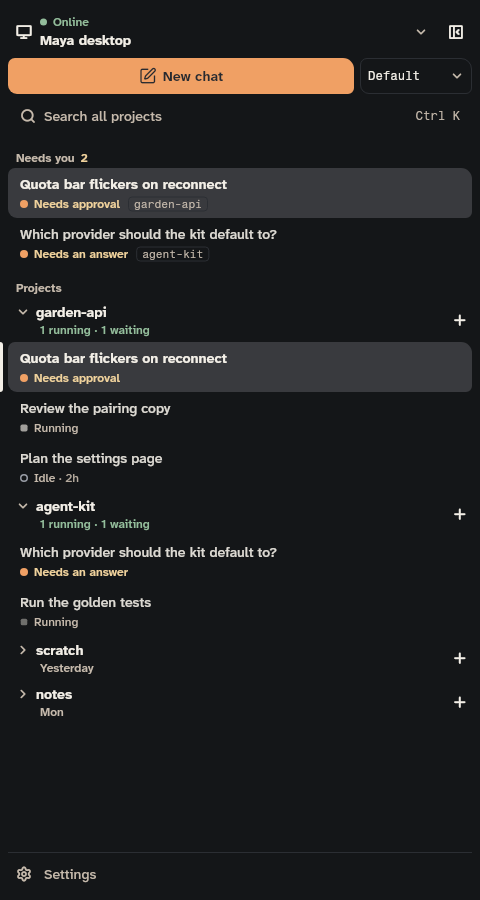 Online
Maya desktop
New chat
Default
Search all projects
Ctrl K
Needs you 2
Quota bar flickers on reconnect
Needs approval garden-api
Which provider should the kit default to?
Needs an answer agent-kit
Projects
garden-api
1 running · 1 waiting
Quota bar flickers on reconnect
Needs approval
Review the pairing copy
Running
Plan the settings page
Idle · 2h
agent-kit
1 running · 1 waiting
Which provider should the kit default to?
Needs an answer
Run the golden tests
Running
scratch
Yesterday
notes
Mon
Settings